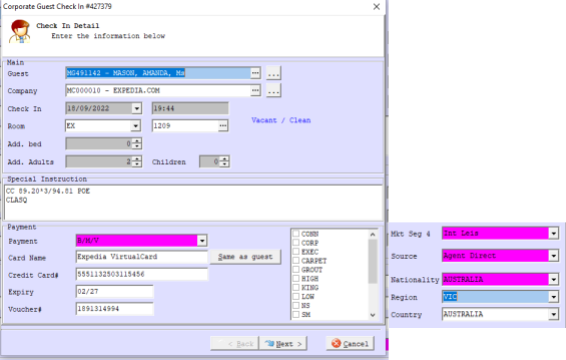 Corporate Guest Check In #427379
Check In Detail
Enter the information below
Main
Guest MG491142 - MASON, AMANDA, Ms
Company MC000010 - EXPEDIA.COM
Check In 18/09/2022 19:44
Room EX 1209 Vacant / Clean
Add. bed 0
Add. Adults 2 Children 0
Special Instruction
CC 89.20*3/94.81 POE
CLASQ
Payment
Payment B/M/V
Card Name Expedia VirtualCard Same as guest
Credit Card# 5551132503115456
Expiry 02/27
Voucher# 1891314994
CONN
CORP
EXEC
CARPET
GROUT
HIGH
KING
LOW
NS
SM
< Back Next > Cancel
Mkt Seg 4 Int Leis
Source Agent Direct
Nationality AUSTRALIA
Region VIC
Country AUSTRALIA